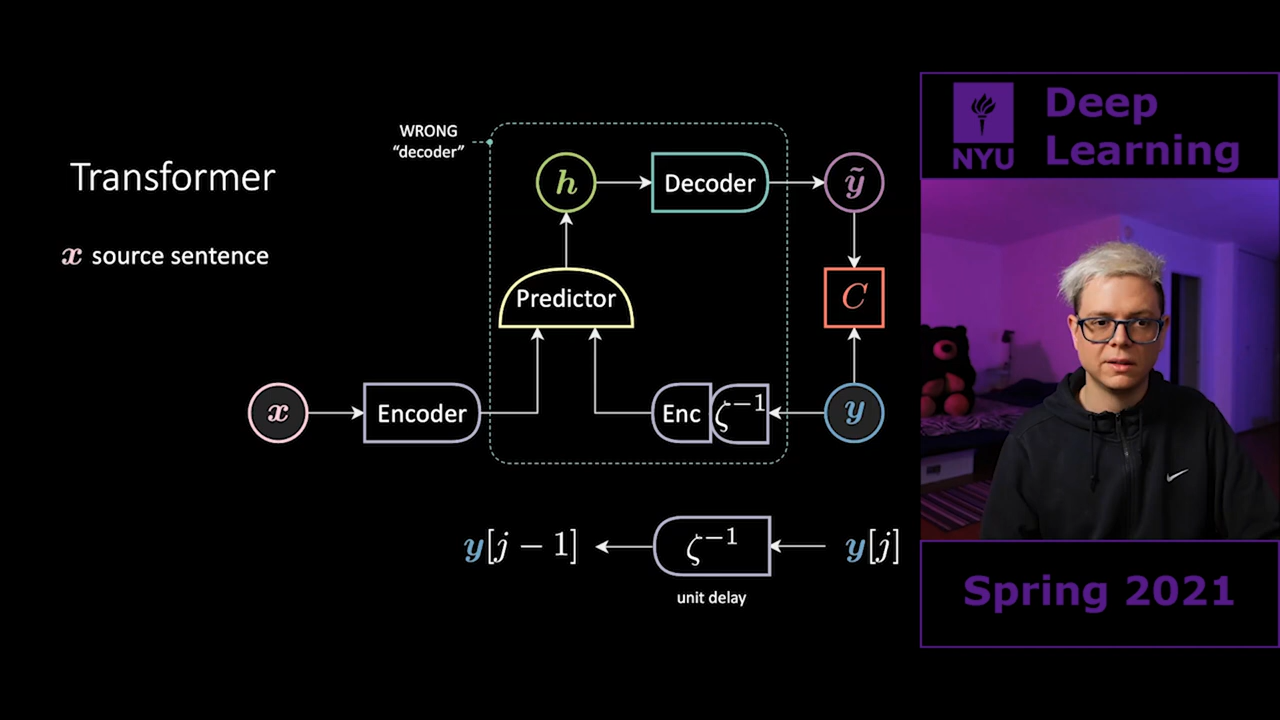 WRONG
“decoder”
Transformer
h
Decoder
ỹ
x source sentence
Predictor
C
x
Encoder
Enc
ζ⁻¹
y
y[j − 1]
ζ⁻¹
y[j]
unit delay
NYU
Deep
Learning
Spring 2021